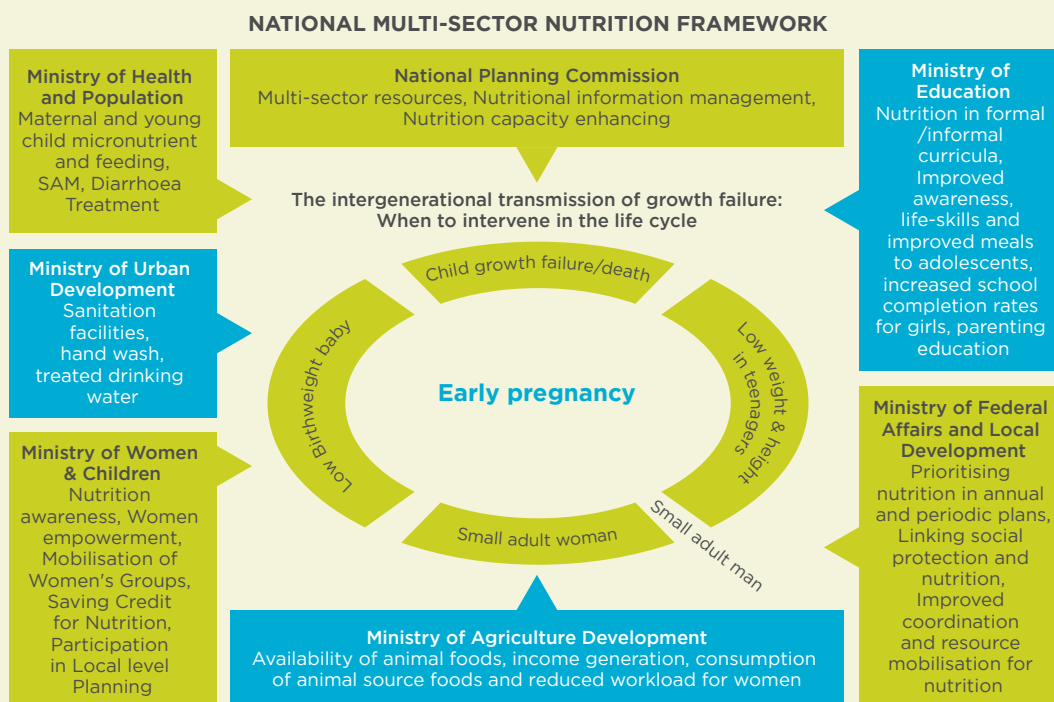 NATIONAL MULTI-SECTOR NUTRITION FRAMEWORK
Ministry of Health
and Population
Maternal and young
child micronutrient
and feeding,
SAM, Diarrhoea
Treatment
National Planning Commission
Multi-sector resources, Nutritional information management,
Nutrition capacity enhancing
Ministry of
Education
Nutrition in formal
/informal
curricula,
Improved
awareness,
life-skills and
improved meals
to adolescents,
increased school
completion rates
for girls, parenting
education
The intergenerational transmission of growth failure:
When to intervene in the life cycle
Ministry of Urban
Development
Sanitation
facilities,
hand wash,
treated drinking
water
Child growth failure/death
Low Birthweight baby
Early pregnancy
Low weight & height
in teenagers
Small adult woman
Small adult man
Ministry of Women
& Children
Nutrition
awareness, Women
empowerment,
Mobilisation of
Women's Groups,
Saving Credit
for Nutrition,
Participation
in Local level
Planning
Ministry of Agriculture Development
Availability of animal foods, income generation, consumption
of animal source foods and reduced workload for women
Ministry of Federal
Affairs and Local
Development
Prioritising
nutrition in annual
and periodic plans,
Linking social
protection and
nutrition,
Improved
coordination
and resource
mobilisation for
nutrition